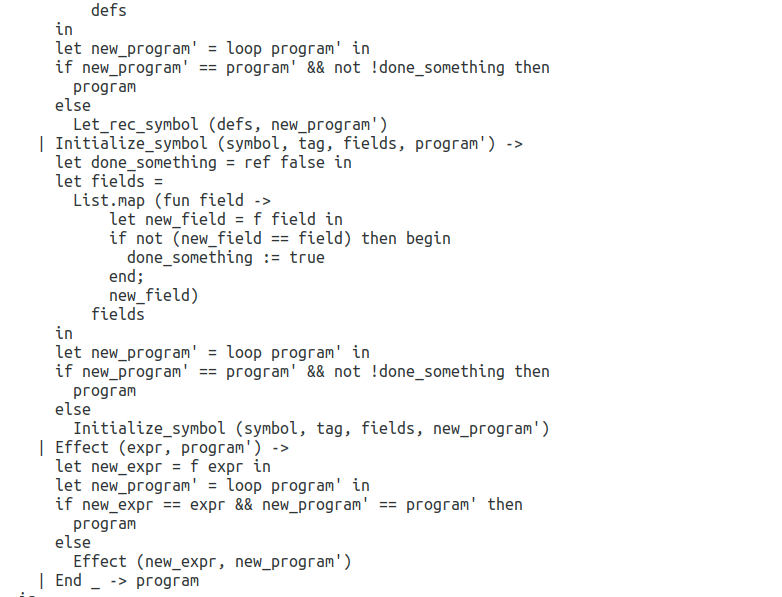 defs
in
let new_program' = loop program' in
if new_program' == program' && not !done_something then
program
else
Let_rec_symbol (defs, new_program')
| Initialize_symbol (symbol, tag, fields, program') ->
let done_something = ref false in
let fields =
List.map (fun field ->
let new_field = f field in
if not (new_field == field) then begin
done_something := true
end;
new_field)
fields
in
let new_program' = loop program' in
if new_program' == program' && not !done_something then
program
else
Initialize_symbol (symbol, tag, fields, new_program')
| Effect (expr, program') ->
let new_expr = f expr in
let new_program' = loop program' in
if new_expr == expr && new_program' == program' then
program
else
Effect (new_expr, new_program')
| End _ -> program